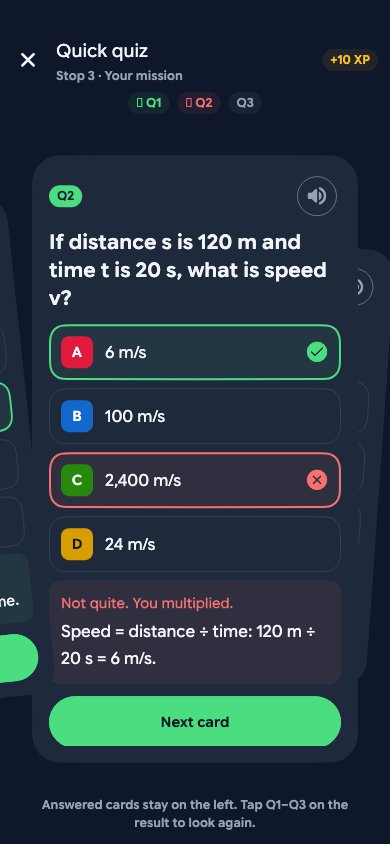 Quick quiz
Stop 3 · Your mission
+10 XP
Q1
Q2
Q3
Q2
If distance s is 120 m and
time t is 20 s, what is speed
v?
A 6 m/s
B 100 m/s
C 2,400 m/s
D 24 m/s
Not quite. You multiplied.
Speed = distance ÷ time: 120 m ÷
20 s = 6 m/s.
me.
Next card
Answered cards stay on the left. Tap Q1–Q3 on the
result to look again.